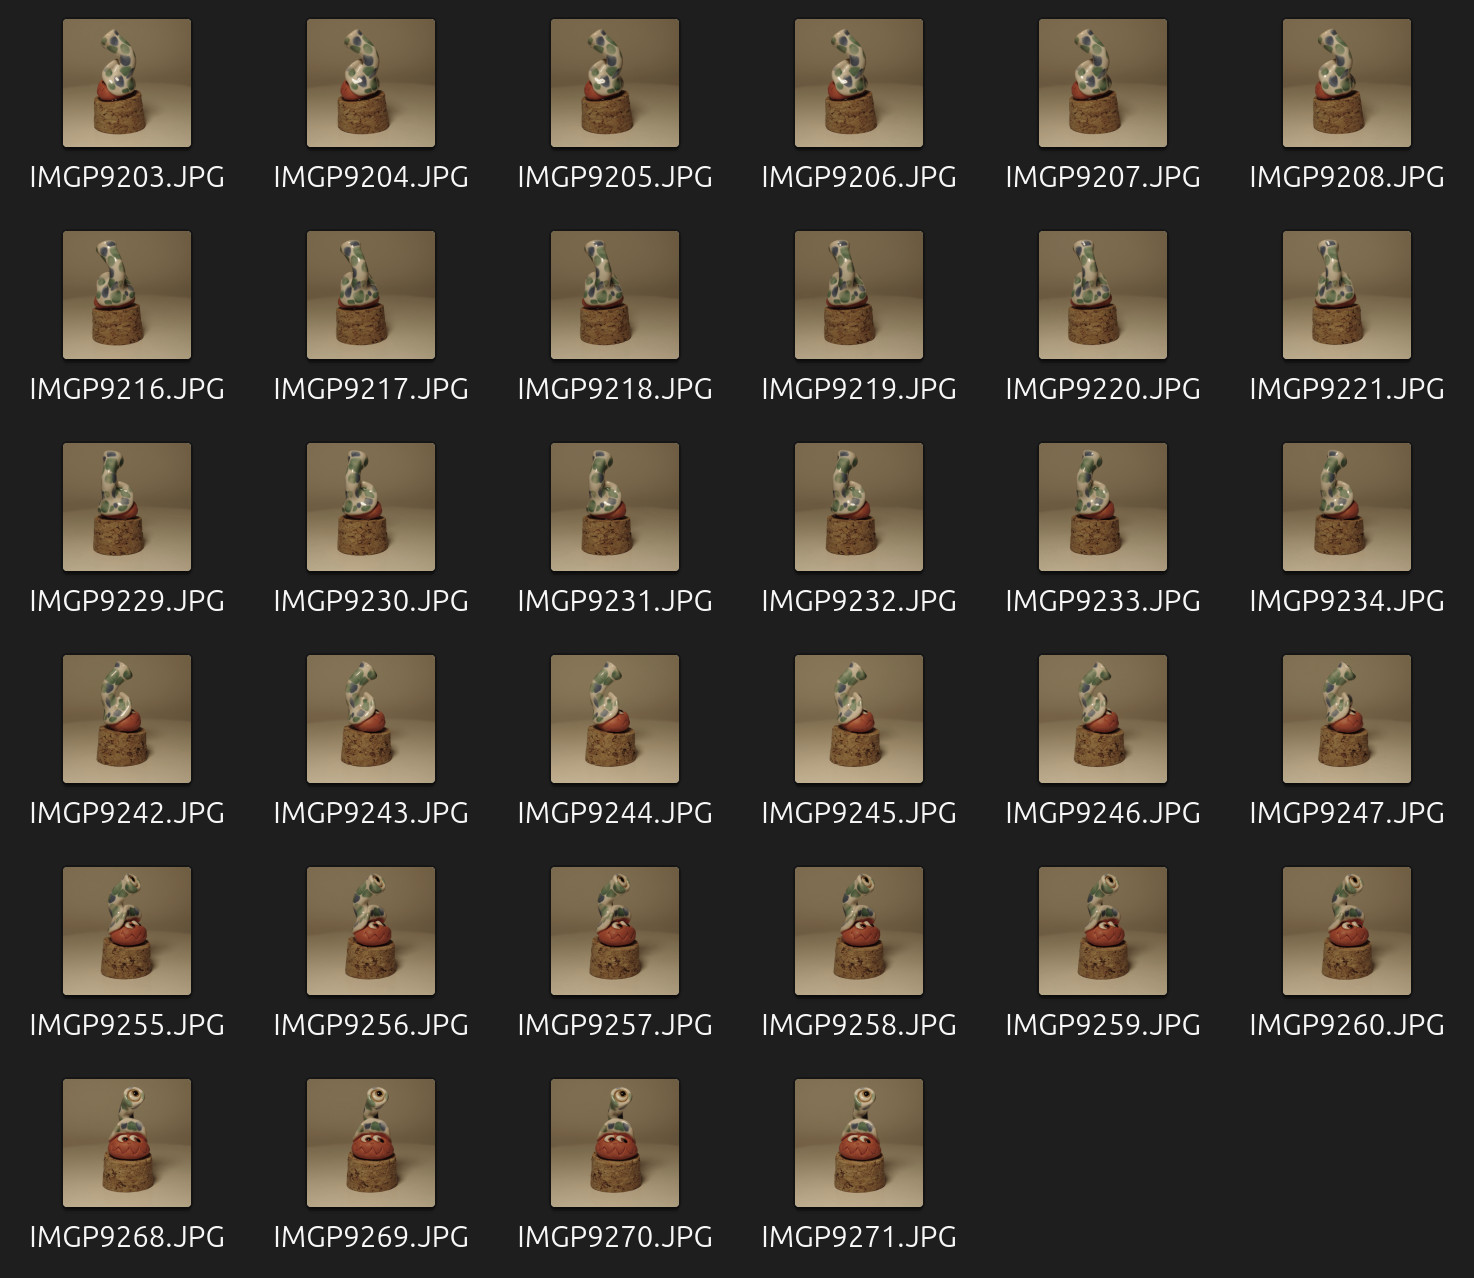 IMGP9203.JPG IMGP9204.JPG IMGP9205.JPG IMGP9206.JPG IMGP9207.JPG IMGP9208.JPG
IMGP9216.JPG IMGP9217.JPG IMGP9218.JPG IMGP9219.JPG IMGP9220.JPG IMGP9221.JPG
IMGP9229.JPG IMGP9230.JPG IMGP9231.JPG IMGP9232.JPG IMGP9233.JPG IMGP9234.JPG
IMGP9242.JPG IMGP9243.JPG IMGP9244.JPG IMGP9245.JPG IMGP9246.JPG IMGP9247.JPG
IMGP9255.JPG IMGP9256.JPG IMGP9257.JPG IMGP9258.JPG IMGP9259.JPG IMGP9260.JPG
IMGP9268.JPG IMGP9269.JPG IMGP9270.JPG IMGP9271.JPG